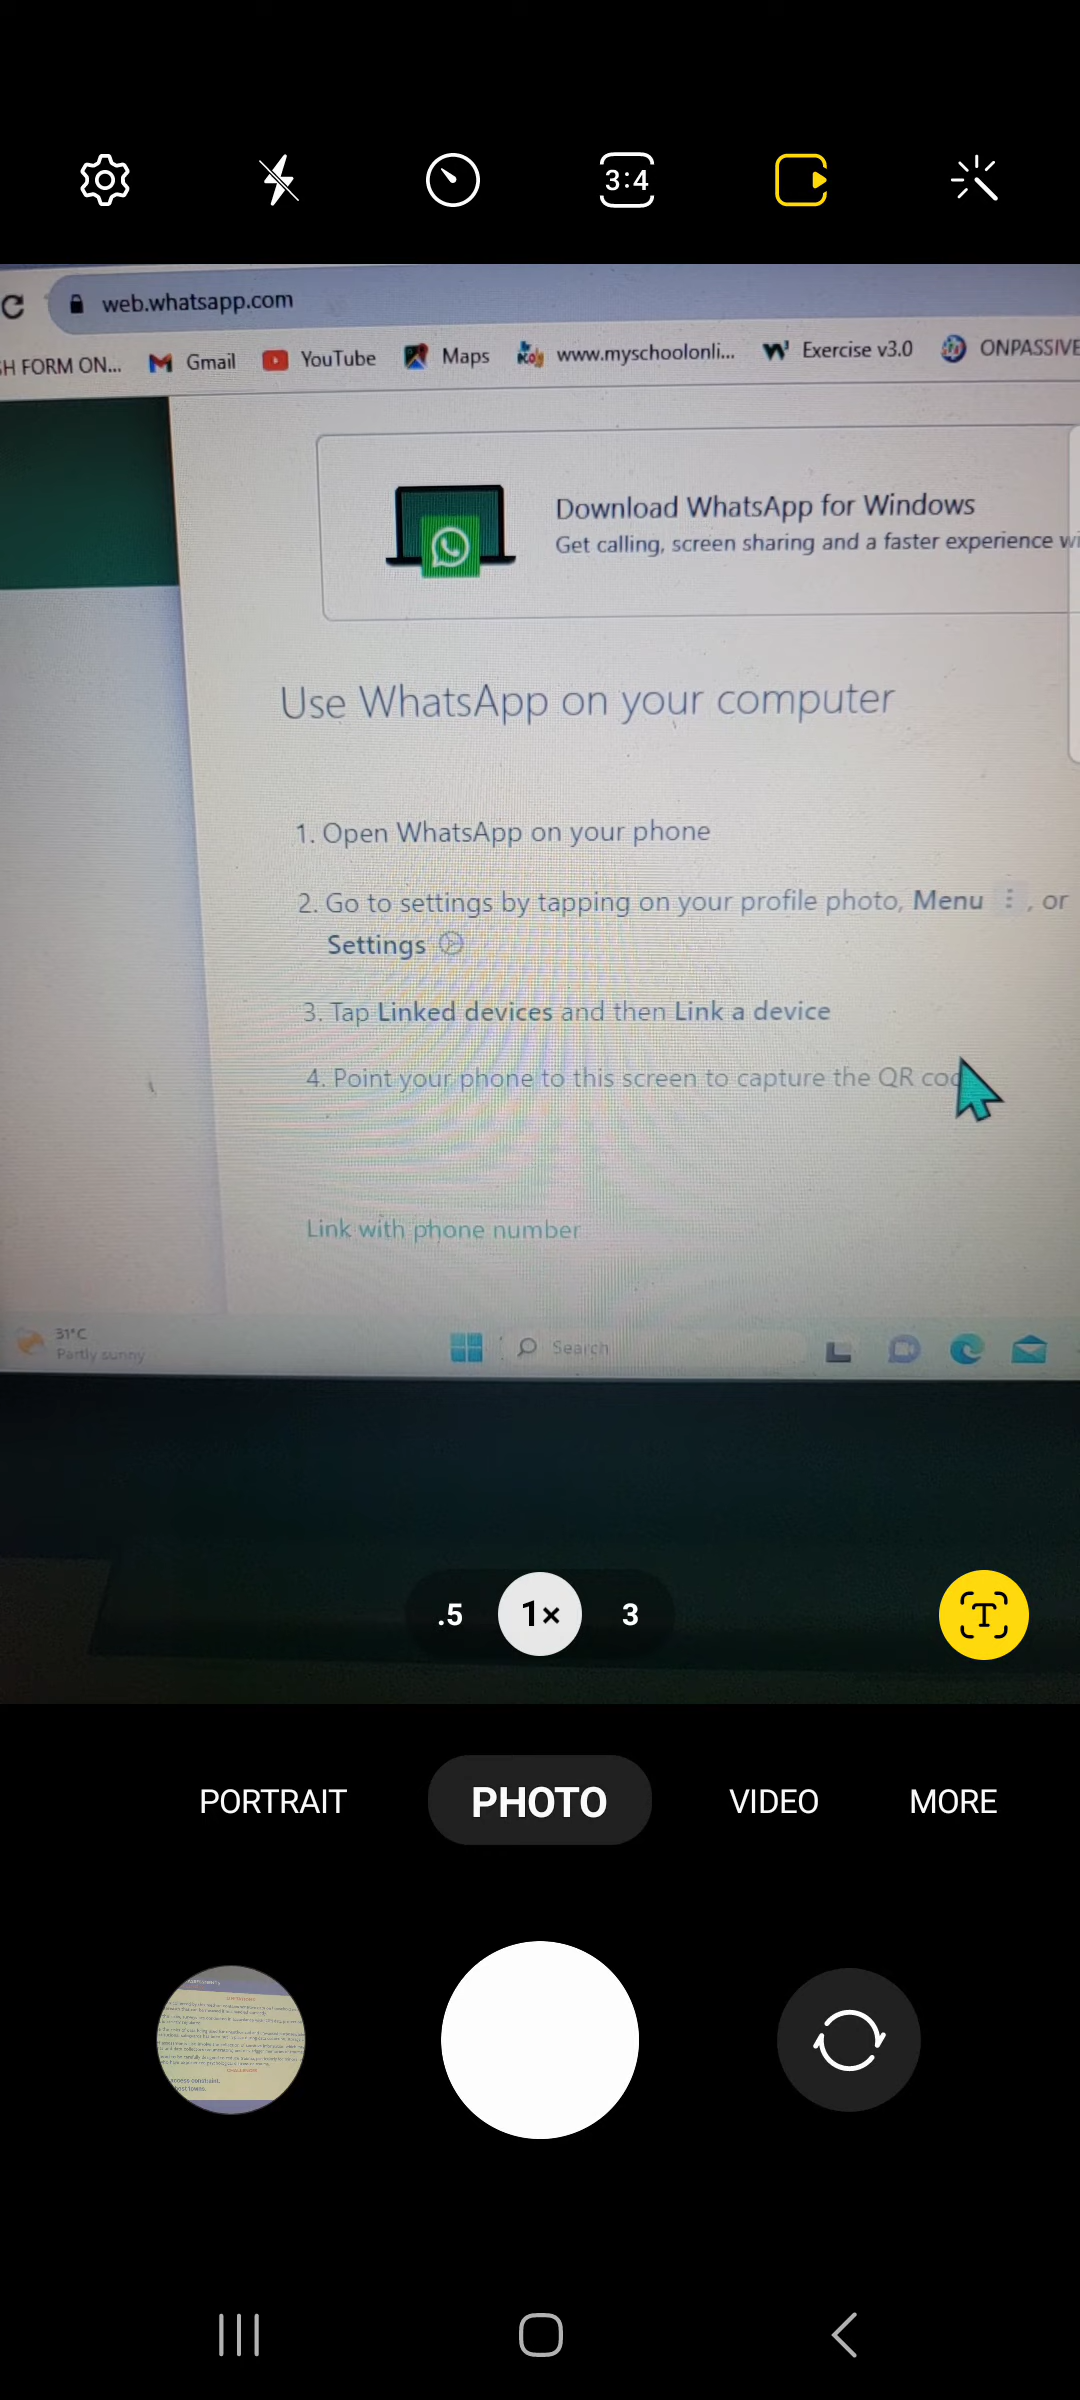 3:4
web.whatsapp.com
SH FORM ON... Gmail YouTube Maps www.myschoolonli... Exercise v3.0 ONPASSIVE
Download WhatsApp for Windows
Get calling, screen sharing and a faster experience wi
Use WhatsApp on your computer
1. Open WhatsApp on your phone
2. Go to settings by tapping on your profile photo, Menu , or
Settings
3. Tap Linked devices and then Link a device
4. Point your phone to this screen to capture the QR cod
Link with phone number
31°C
Partly sunny
Search
.5 1× 3
T
PORTRAIT PHOTO VIDEO MORE